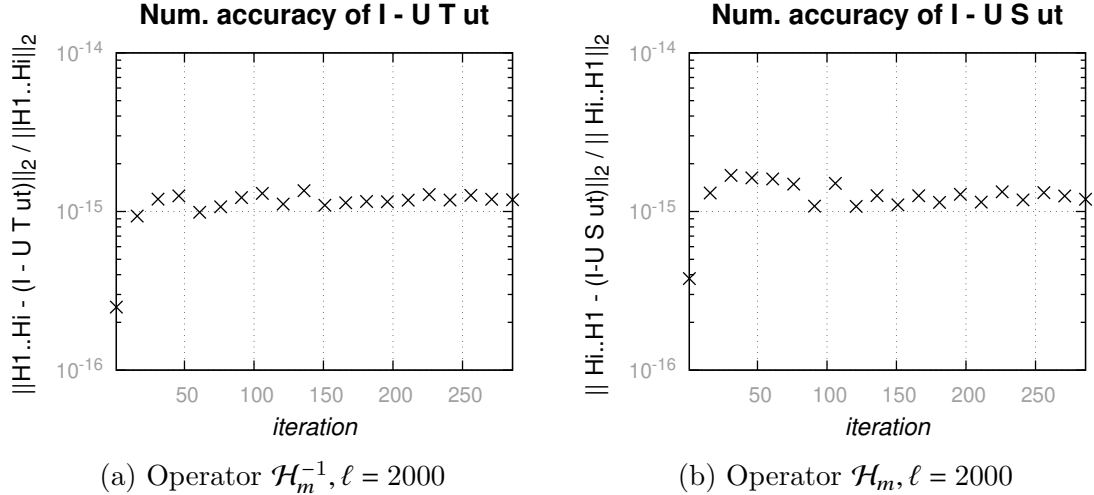 Num. accuracy of I - U T ut
||H1..Hi - (I - U T ut)||₂ / ||H1..Hi||₂
10⁻¹⁴
10⁻¹⁵
10⁻¹⁶
50 100 150 200 250
iteration
(a) Operator ℋₘ⁻¹, ℓ = 2000
Num. accuracy of I - U S ut
|| Hi..H1 - (I-U S ut)||₂ / || Hi..H1||₂
10⁻¹⁴
10⁻¹⁵
10⁻¹⁶
50 100 150 200 250
iteration
(b) Operator ℋₘ, ℓ = 2000